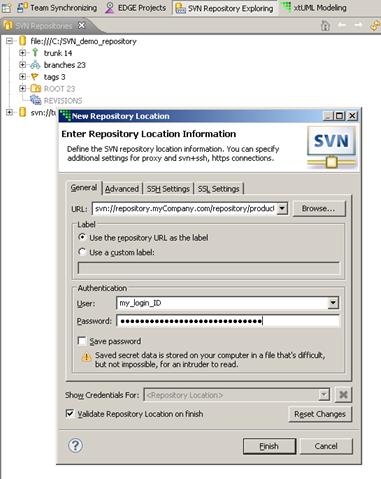 Team Synchronizing EDGE Projects SVN Repository Exploring xtUML Modeling
SVN Repositories
file:///C:/SVN_demo_repository
trunk 14
branches 23
tags 3
ROOT 23
REVISIONS
New Repository Location
Enter Repository Location Information
Define the SVN repository location information. You can specify
additional settings for proxy and svn+ssh, https connections.
SVN
General Advanced SSH Settings SSL Settings
URL: svn://repository.myCompany.com/repository/product Browse...
Label
Use the repository URL as the label
Use a custom label:
Authentication
User: my_login_ID
Password:
Save password
Saved secret data is stored on your computer in a file that's difficult,
but not impossible, for an intruder to read.
Show Credentials For: <Repository Location>
Validate Repository Location on finish Reset Changes
? Finish Cancel